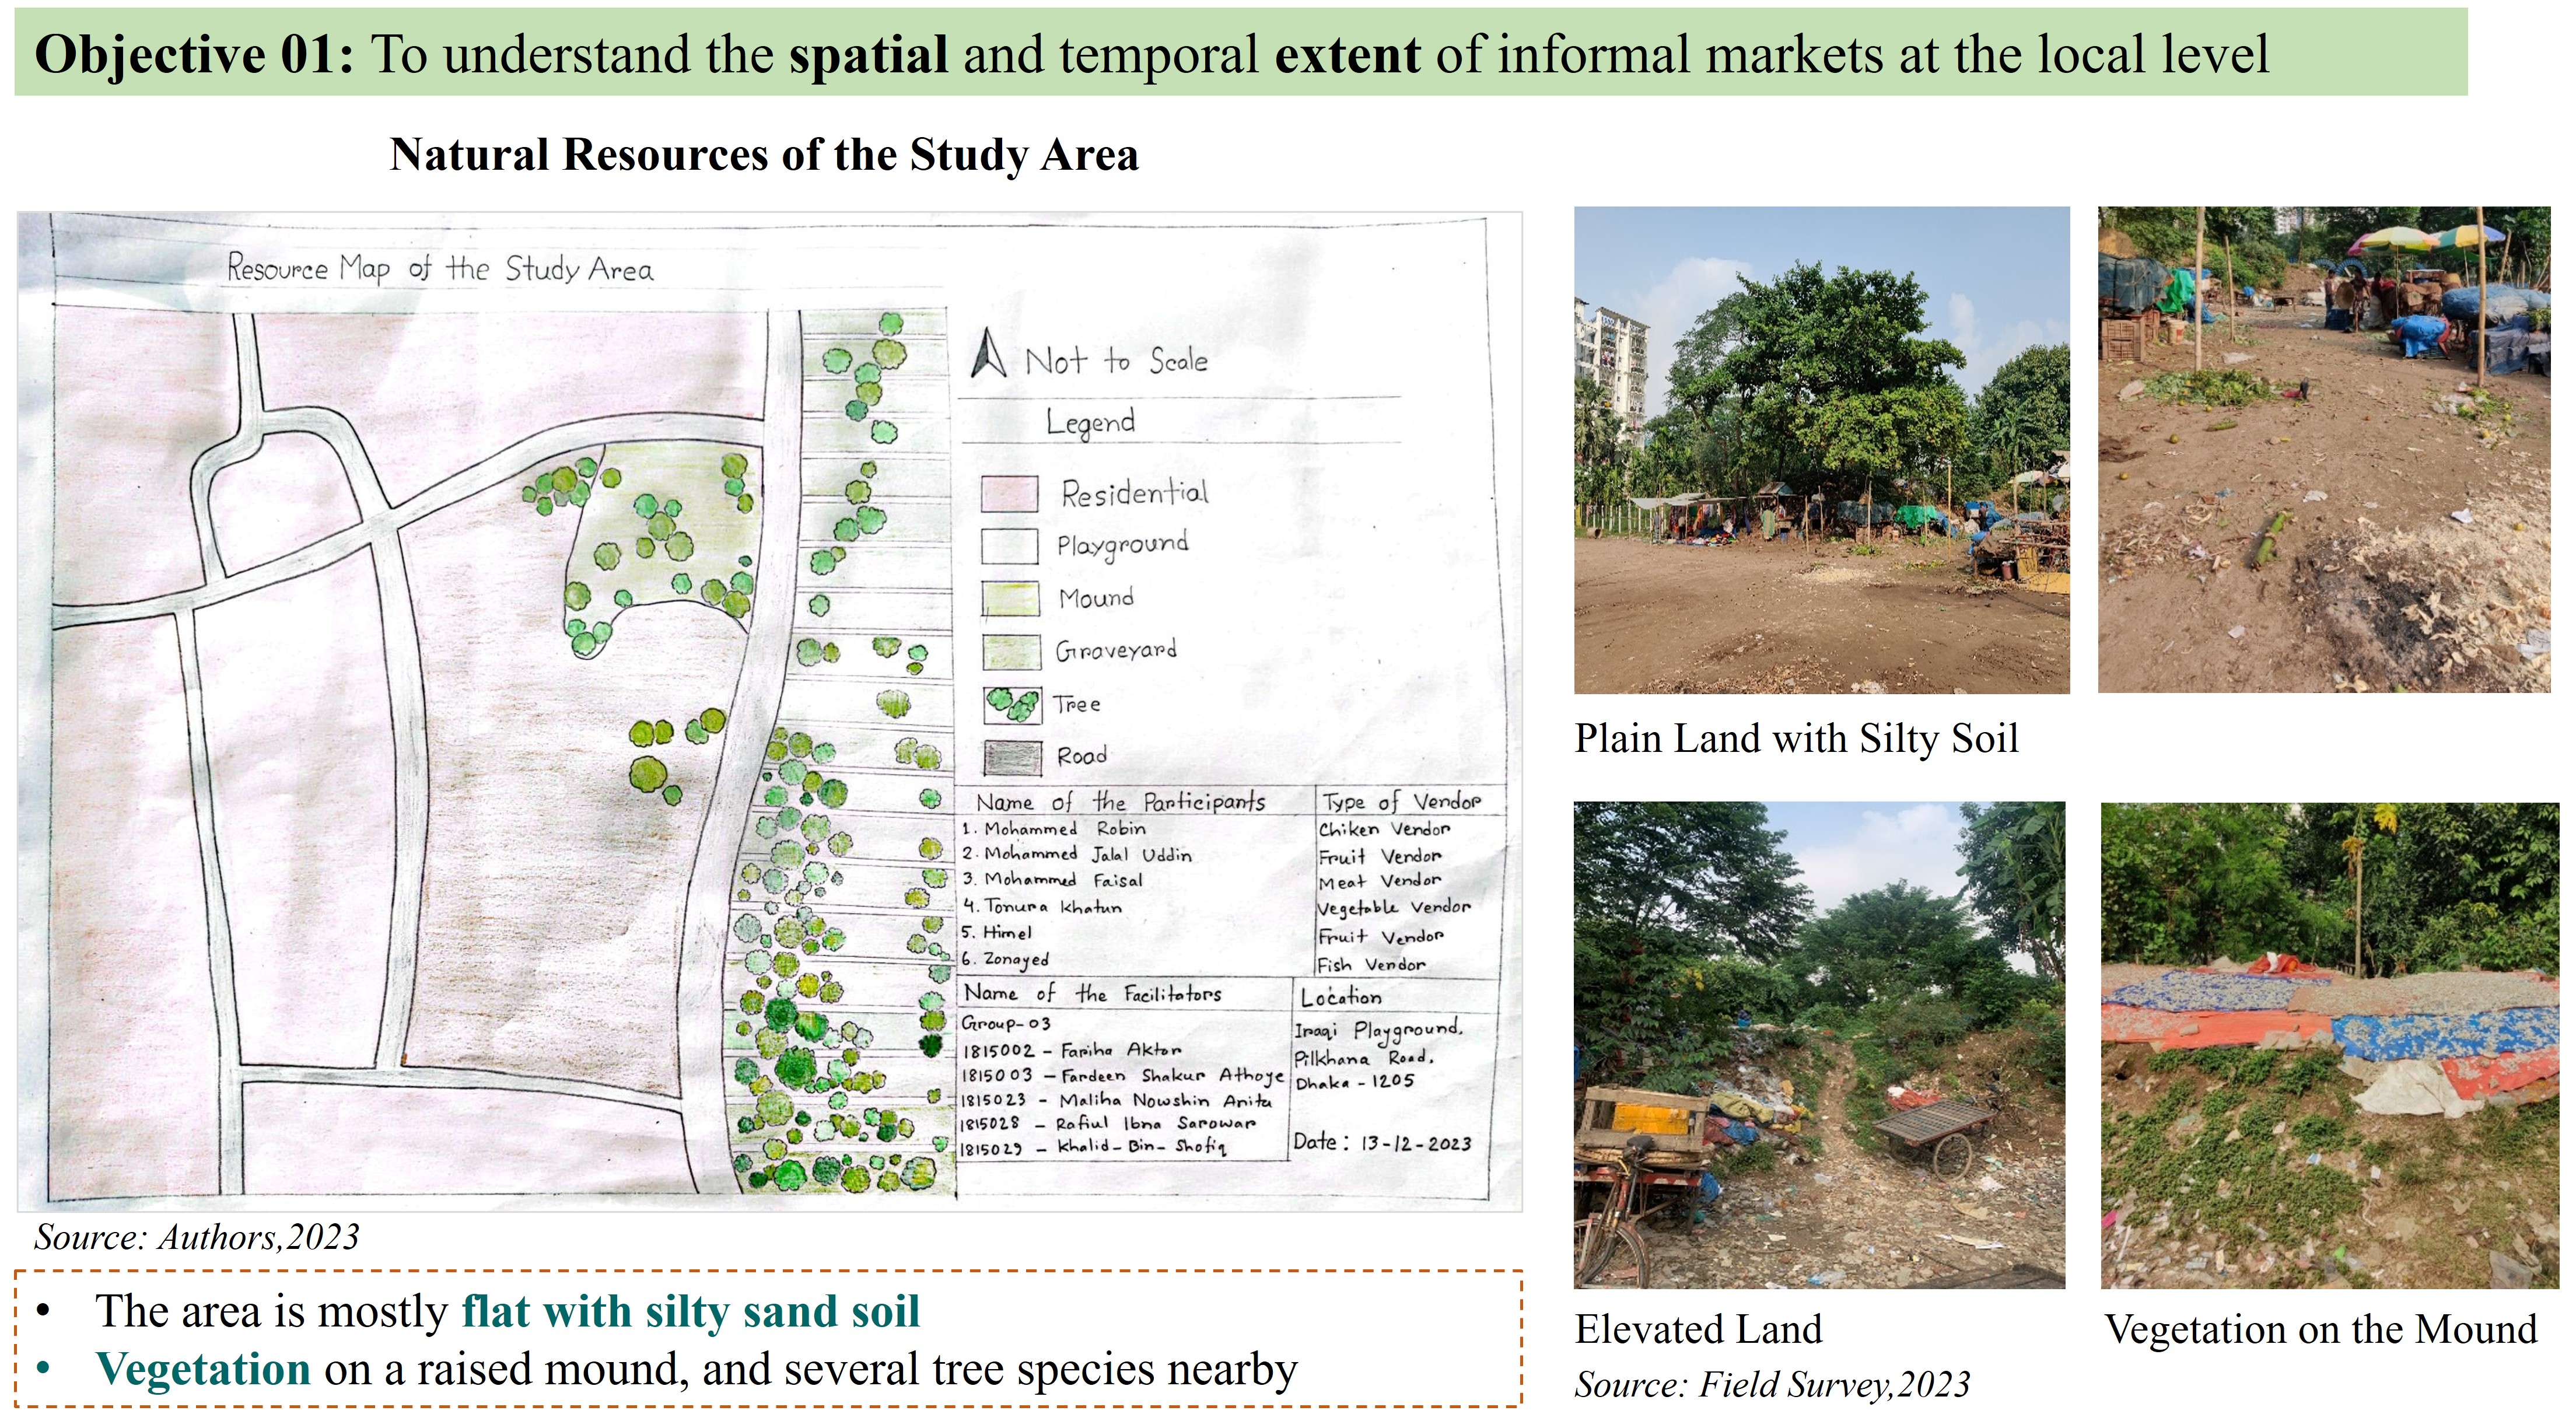 Objective 01: To understand the spatial and temporal extent of informal markets at the local level
Natural Resources of the Study Area
Resource Map of the Study Area
Not to Scale
Legend
Residential
Playground
Mound
Graveyard
Tree
Road
Name of the Participants Type of Vendor
1. Mohammed Robin Chiken Vendor
2. Mohammed Jalal Uddin Fruit Vendor
3. Mohammed Faisal Meat Vendor
4. Tonura Khatun Vegetable Vendor
5. Himel Fruit Vendor
6. Zonayed Fish Vendor
Name of the Facilitators
Group-03
1815002 - Fariha Aktor
1815003 - Fardeen Shakur Athoye
1815023 - Maliha Nowshin Anita
1815028 - Rafiul Ibna Sarowar
1815029 - Khalid-Bin-Shofiq
Location
Iraqi Playground,
Pilkhana Road,
Dhaka - 1205
Date: 13-12-2023
Source: Authors,2023
• The area is mostly flat with silty sand soil
• Vegetation on a raised mound, and several tree species nearby
Plain Land with Silty Soil
Elevated Land
Vegetation on the Mound
Source: Field Survey,2023